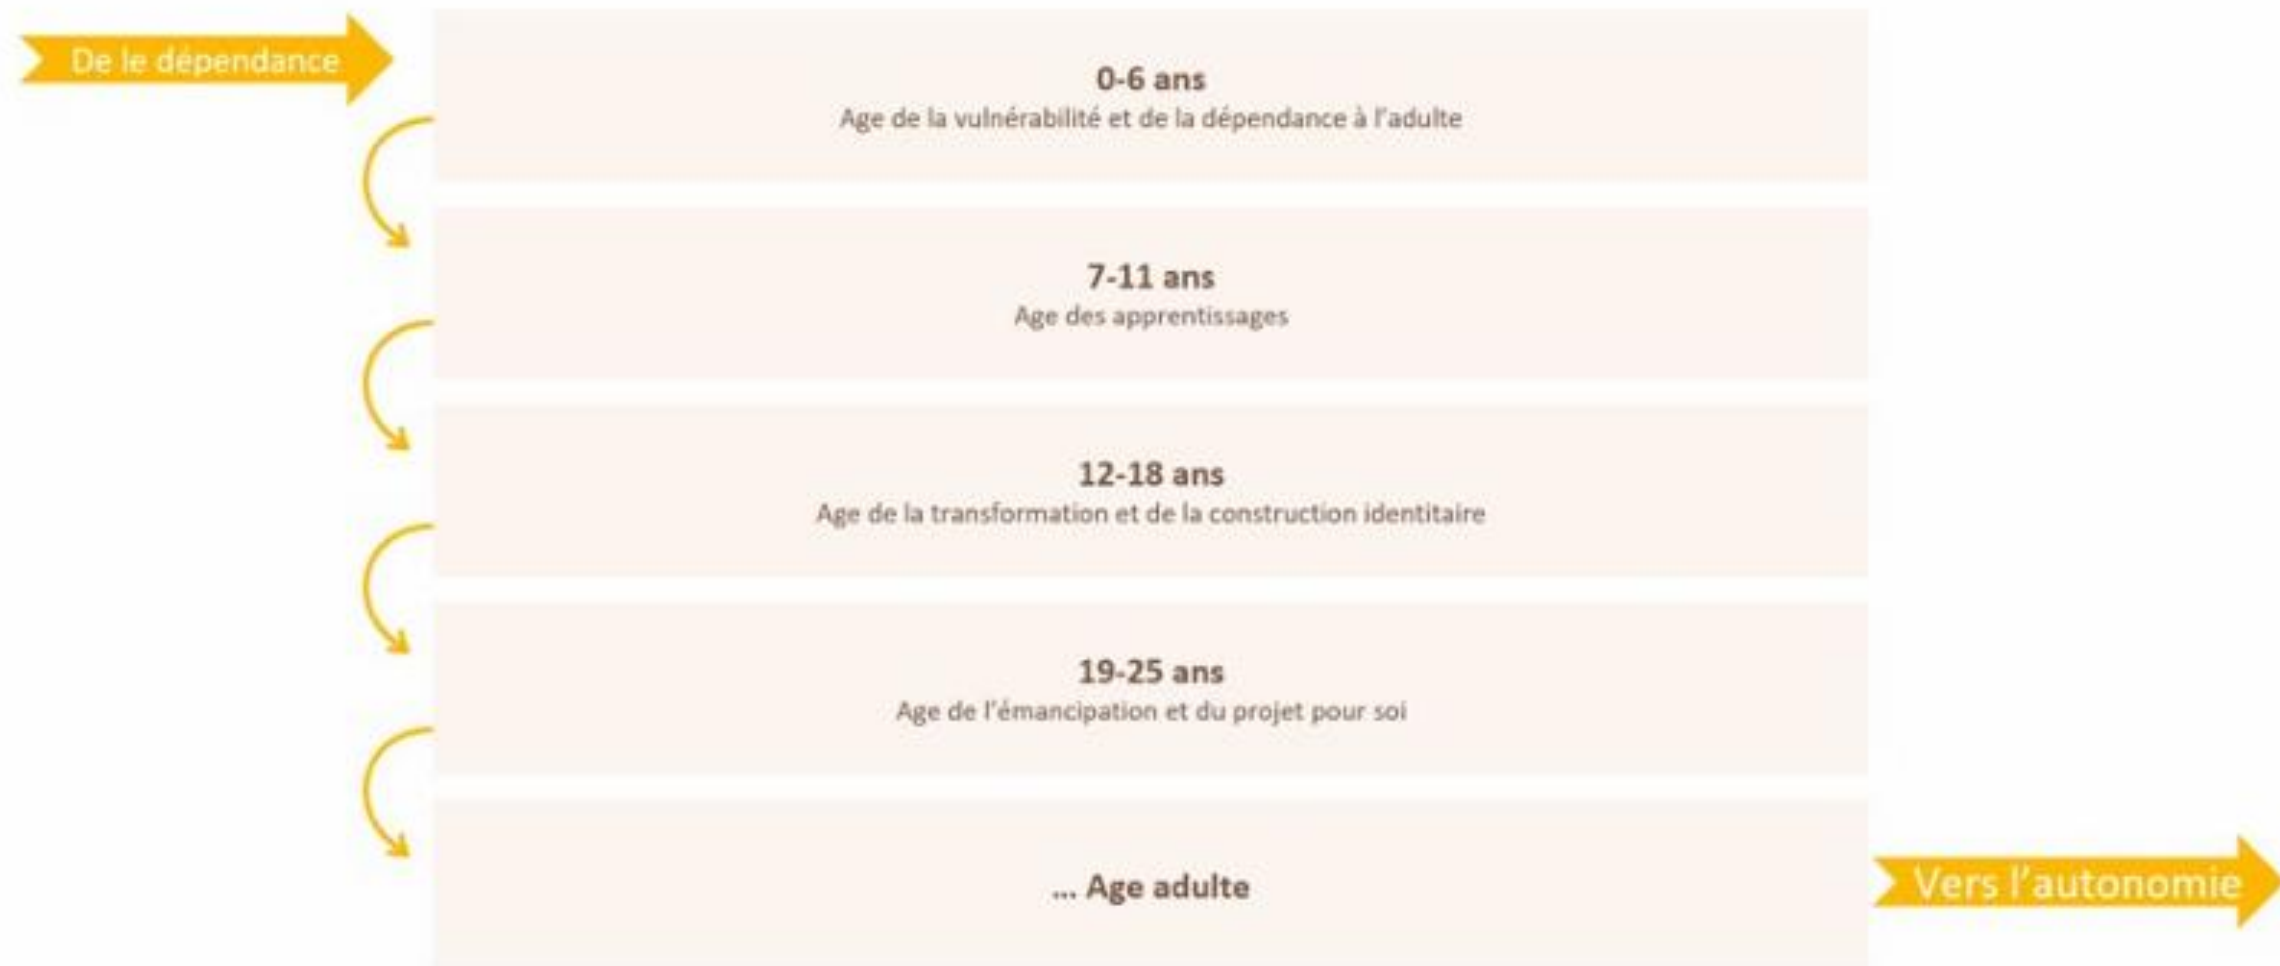 De le dépendance
0-6 ans
Age de la vulnérabilité et de la dépendance à l'adulte
7-11 ans
Age des apprentissages
12-18 ans
Age de la transformation et de la construction identitaire
19-25 ans
Age de l'émancipation et du projet pour soi
... Age adulte
Vers l'autonomie